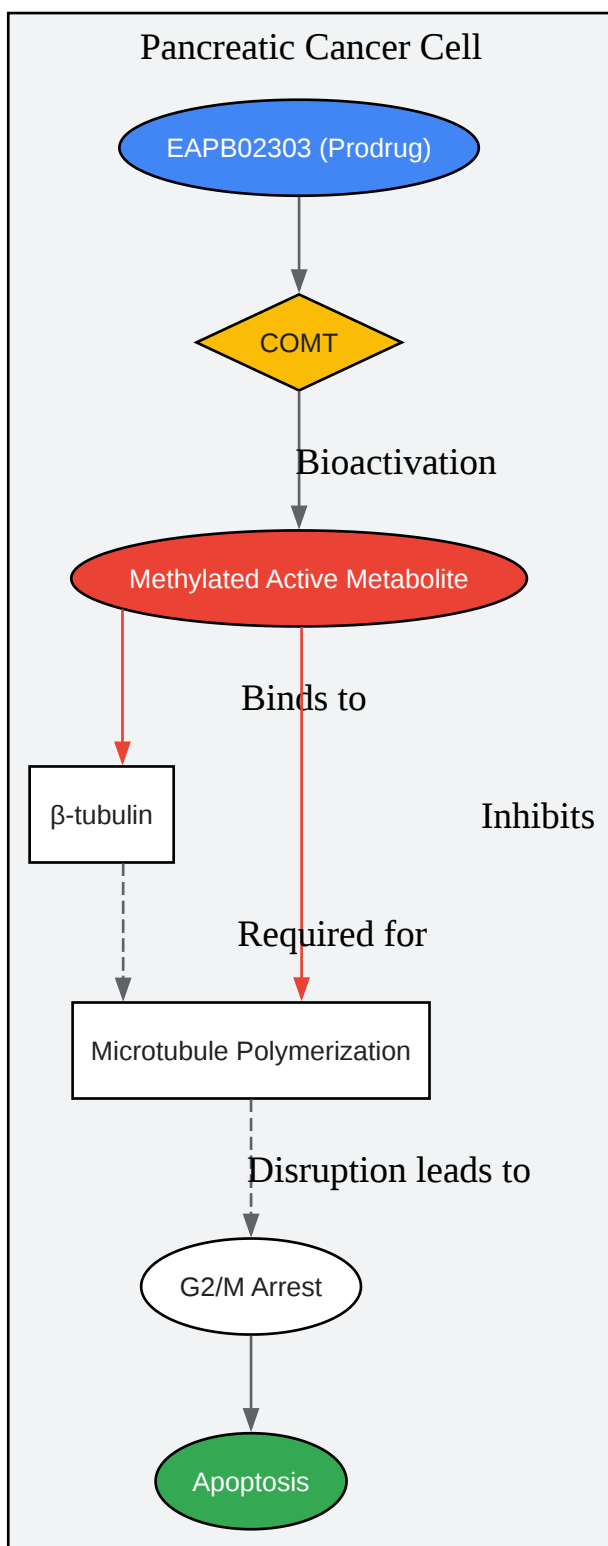 Pancreatic Cancer Cell
EAPB02303 (Prodrug)
COMT
Bioactivation
Methylated Active Metabolite
Binds to
β-tubulin
Inhibits
Required for
Microtubule Polymerization
Disruption leads to
G2/M Arrest
Apoptosis